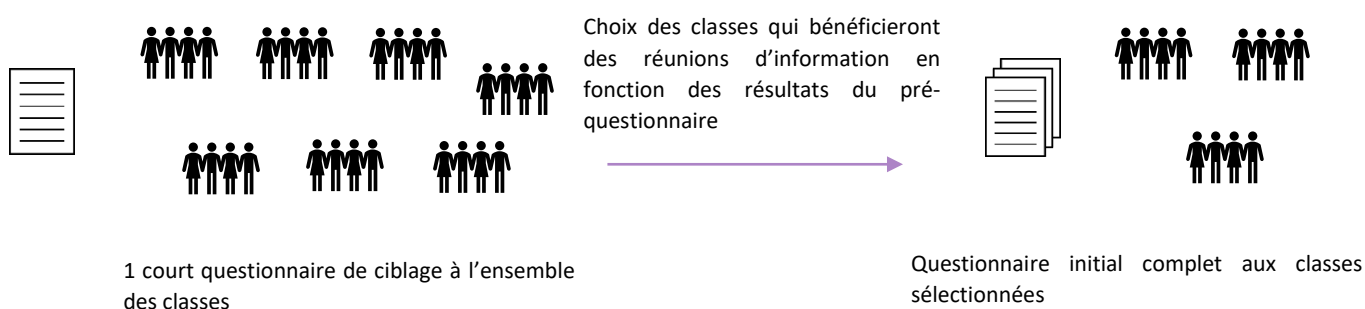 Choix des classes qui bénéficieront
des réunions d'information en
fonction des résultats du pré-
questionnaire
1 court questionnaire de ciblage à l'ensemble
des classes
Questionnaire initial complet aux classes
sélectionnées